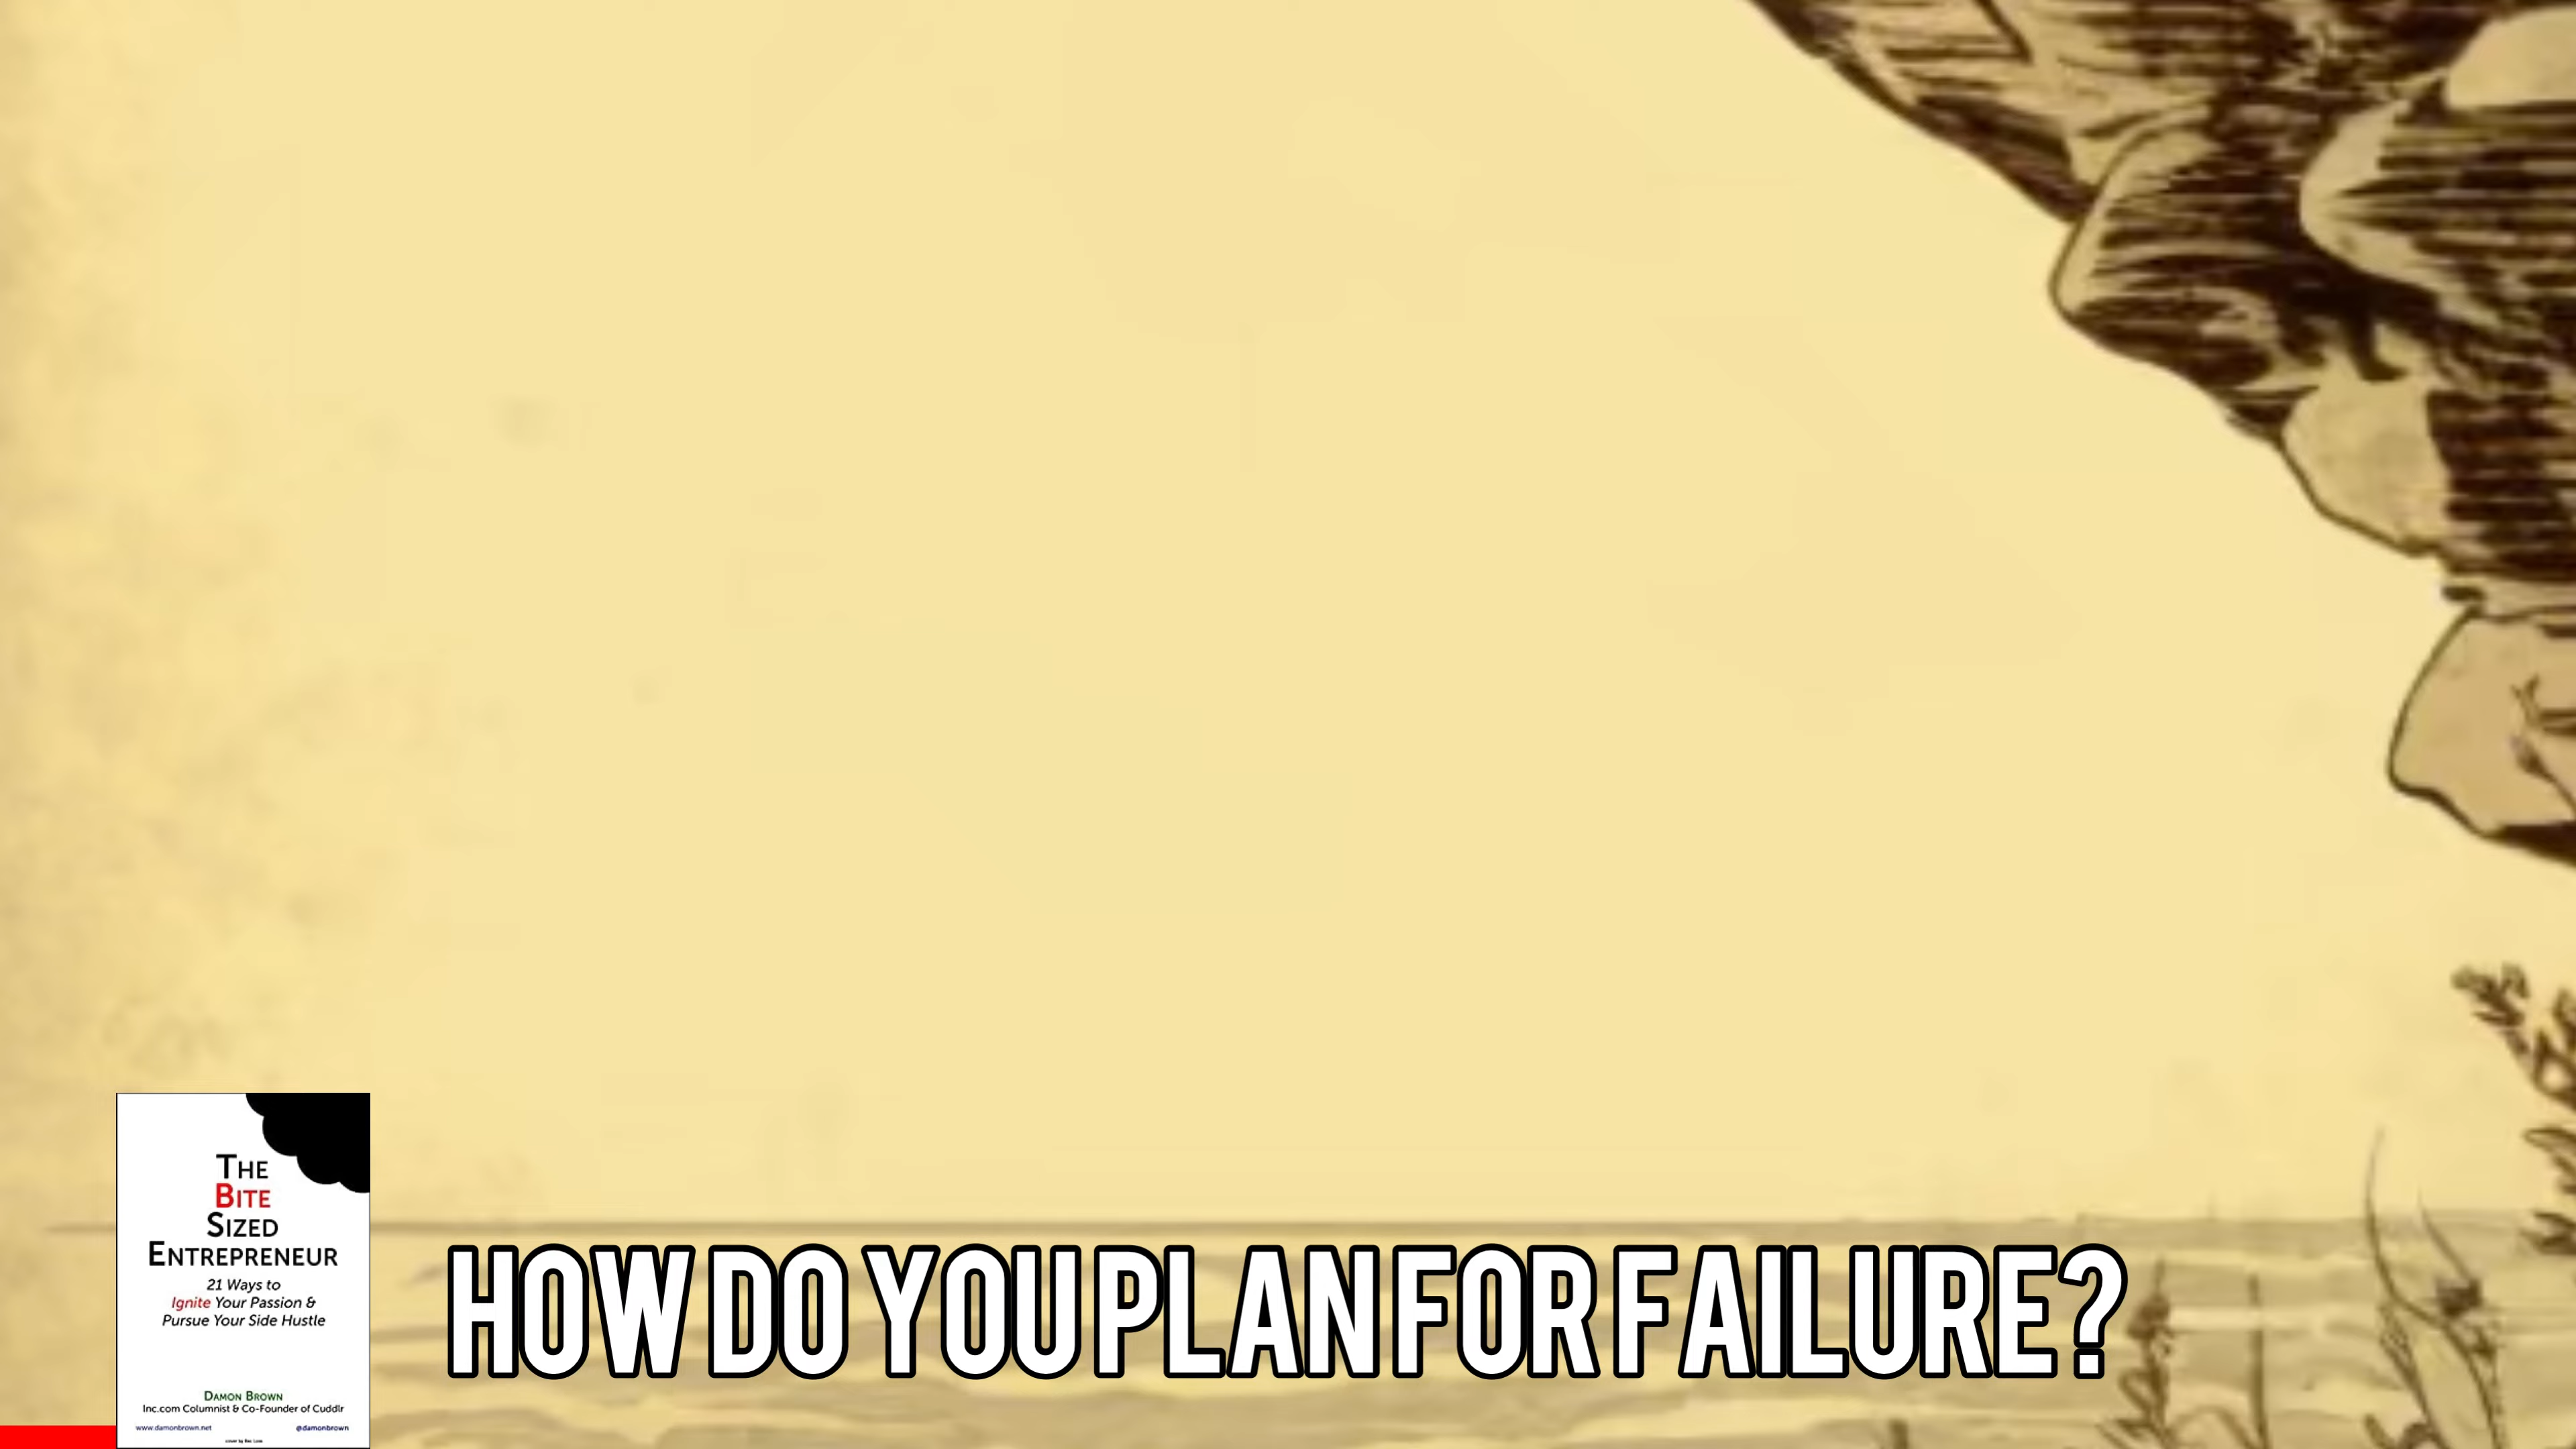 THE
BITE
SIZED
ENTREPRENEUR
21 Ways to
Ignite Your Passion &
Pursue Your Side Hustle
DAMON BROWN
Inc.com Columnist & Co-Founder of Cuddlr
www.damonbrown.net @damonbrown
HOW DO YOU PLAN FOR FAILURE?